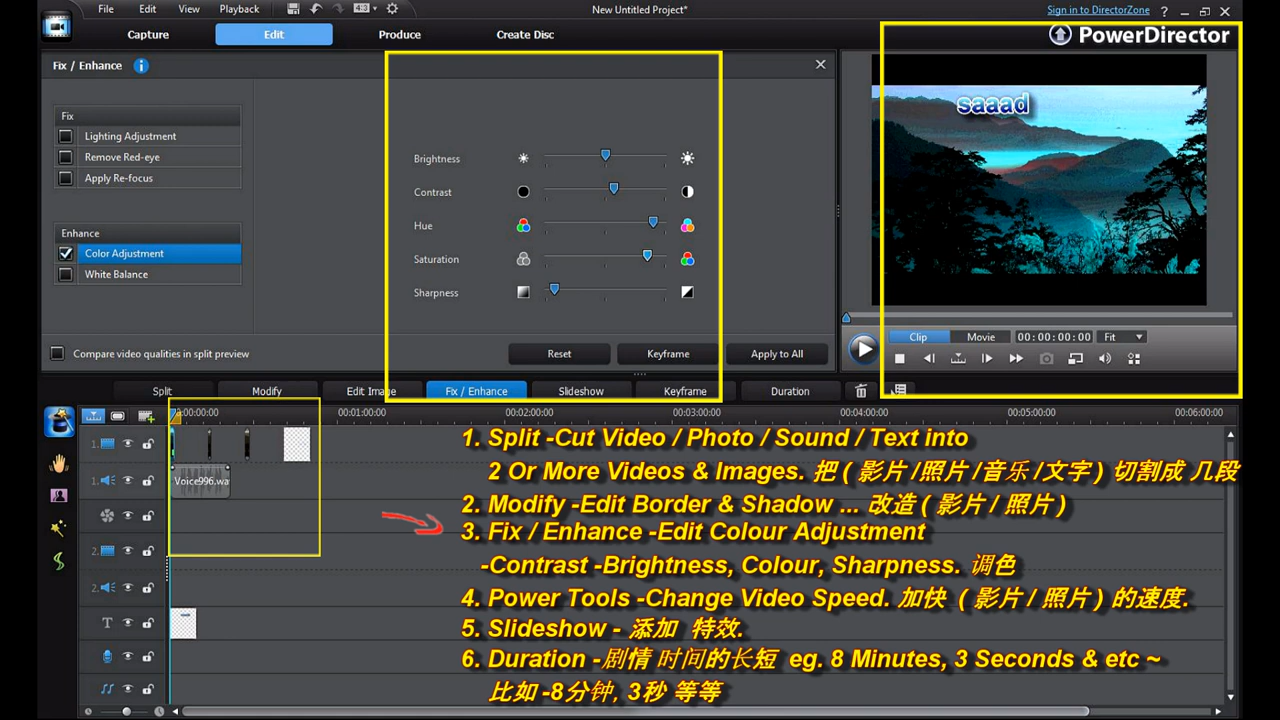 File Edit View Playback
New Untitled Project*
Sign in to DirectorZone ?
Capture Edit Produce Create Disc
PowerDirector
Fix / Enhance
Fix
Lighting Adjustment
Remove Red-eye
Apply Re-focus
Enhance
Color Adjustment
White Balance
Compare video qualities in split preview
Brightness
Contrast
Hue
Saturation
Sharpness
Reset Keyframe Apply to All
saaad
Clip Movie 00:00:00:00 Fit
Split Modify Edit Image Fix / Enhance Slideshow Keyframe Duration
00:00:00 00:01:00:00 00:02:00:00 00:03:00:00 00:04:00:00 00:05:00:00 00:06:00:00
1.
1. Voice996.wa
2.
2.
T
1. Split -Cut Video / Photo / Sound / Text into
2 Or More Videos & Images. 把 ( 影片 /照片 /音乐 /文字 ) 切割成 几段
2. Modify -Edit Border & Shadow ... 改造 ( 影片 / 照片 )
3. Fix / Enhance -Edit Colour Adjustment
-Contrast -Brightness, Colour, Sharpness. 调色
4. Power Tools -Change Video Speed. 加快 ( 影片 / 照片 ) 的速度.
5. Slideshow - 添加 特效.
6. Duration -剧情 时间的长短 eg. 8 Minutes, 3 Seconds & etc ~
比如 -8分钟, 3秒 等等